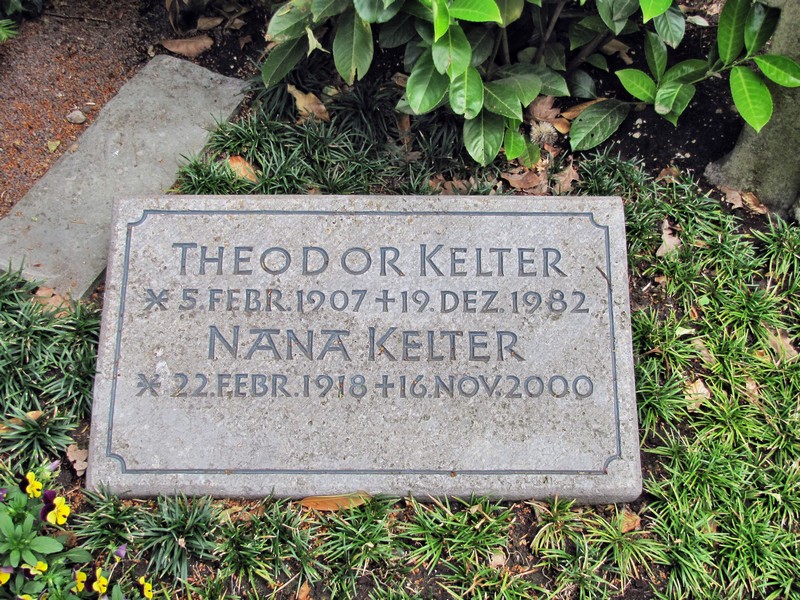 THEODOR KELTER
* 5. FEBR. 1907 + 19. DEZ. 1982
NANA KELTER
* 22. FEBR. 1918 + 16. NOV. 2000